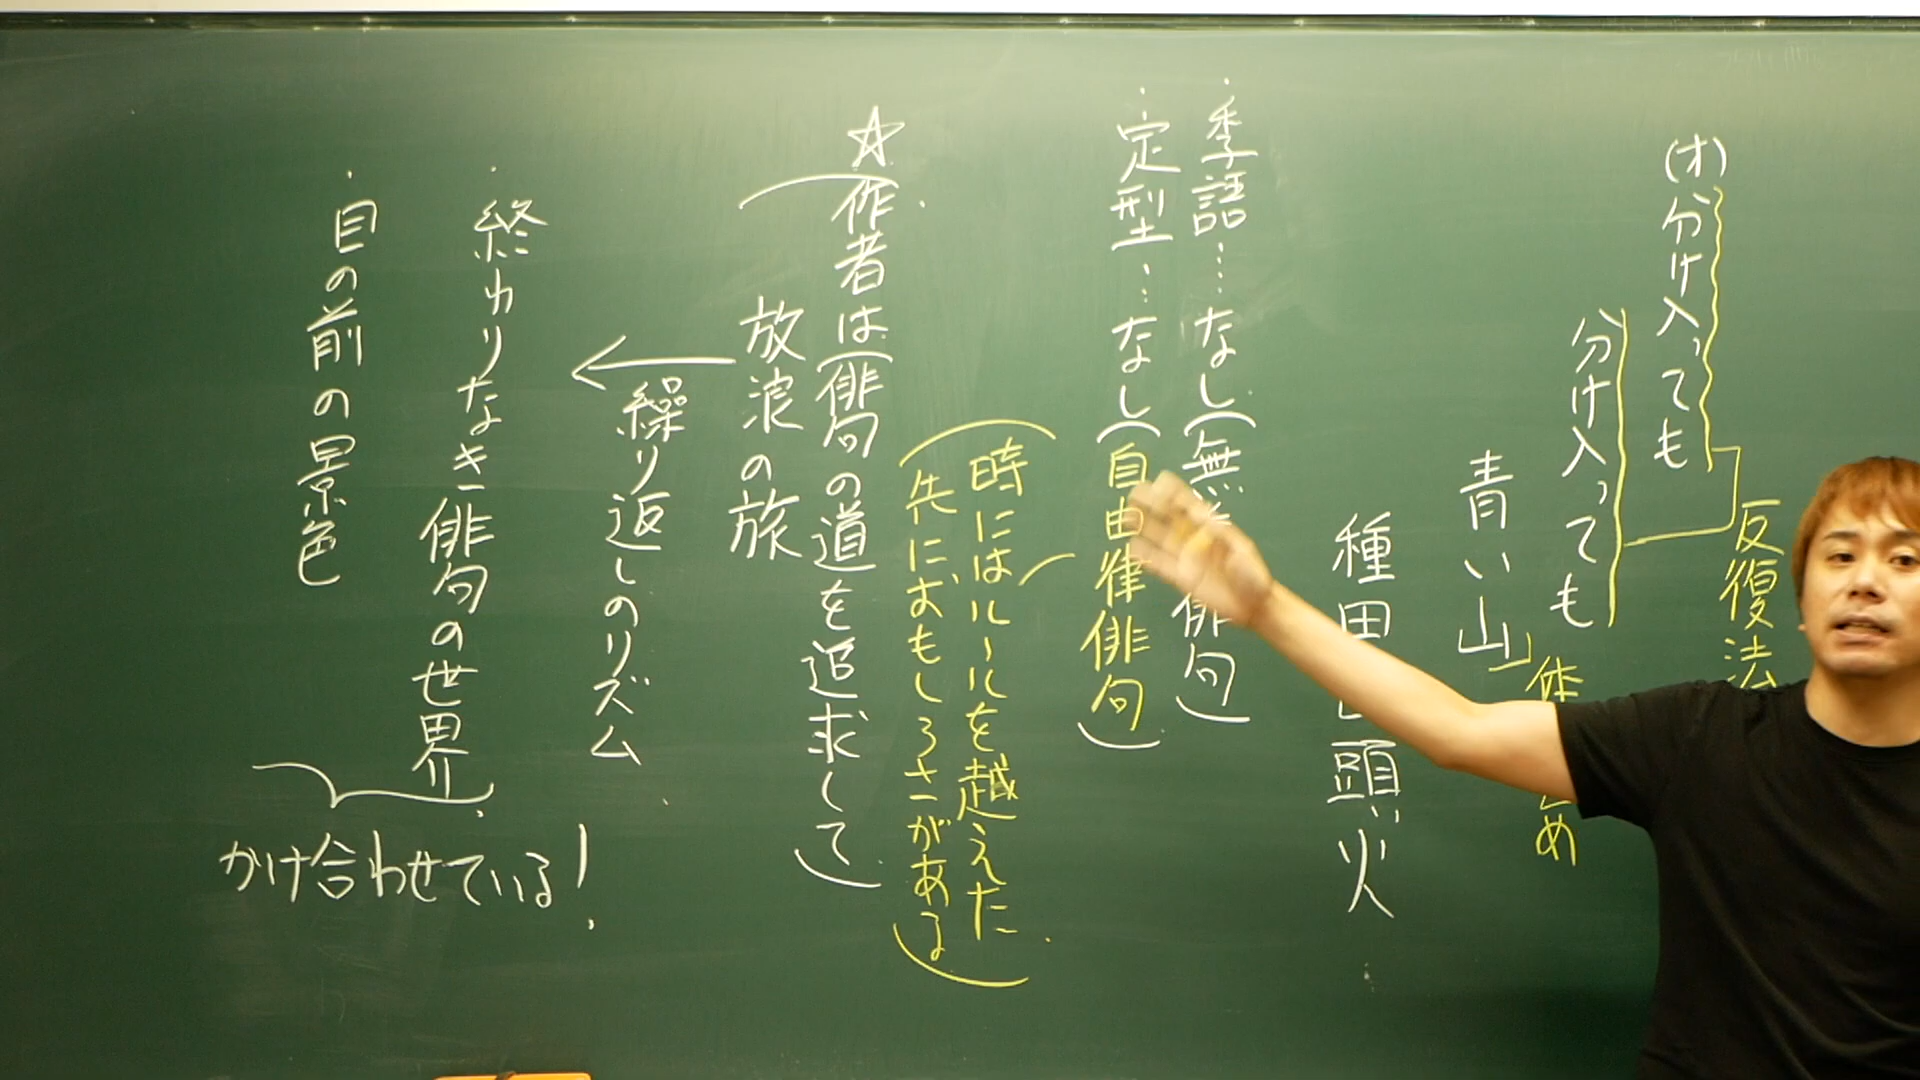 (オ)分け入っても
反復法
分け入っても
青い山
体
め
種田 頭火
・季語…なし(無 俳句)
・定型…なし(自由律俳句)
(時にはルールを越えた
先におもしろさがある)
☆作者は(俳句の道を追求して)
放浪の旅
←
繰り返しのリズム
・終わりなき俳句の世界
・目の前の景色
かけ合わせている!